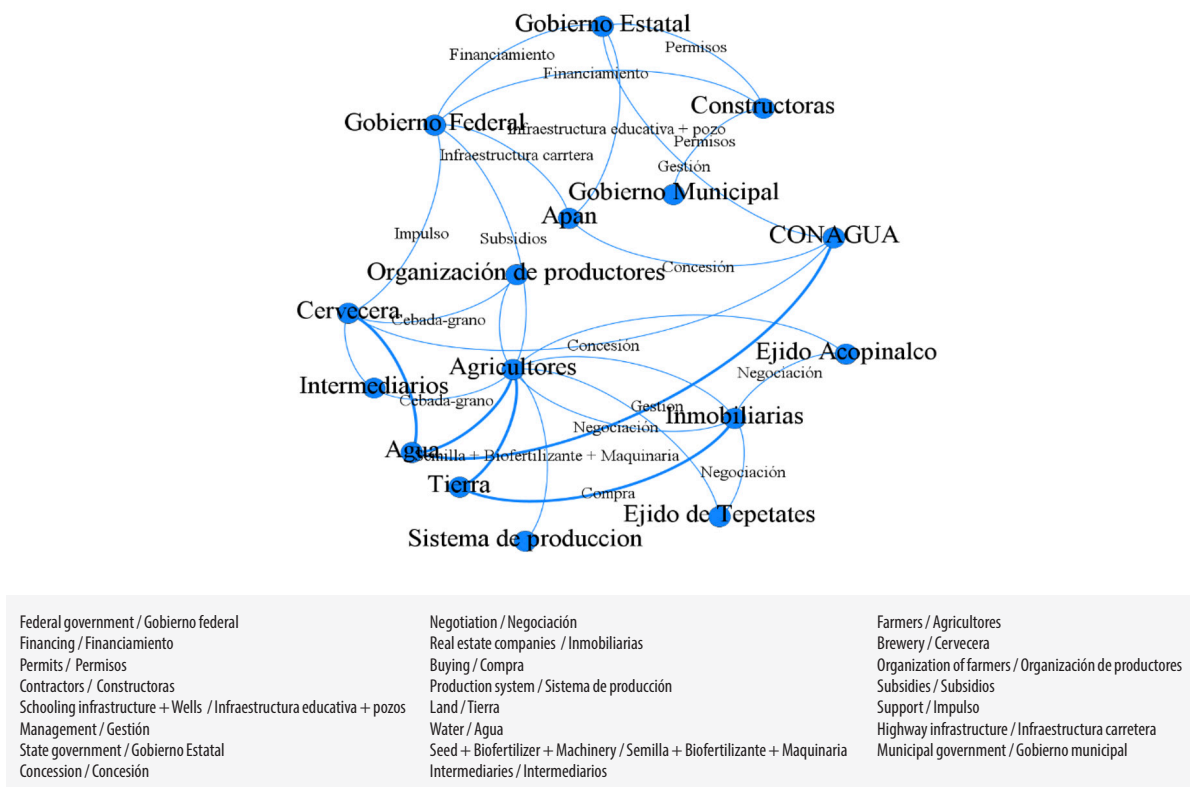 Gobierno Estatal
Financiamiento
Permisos
Financiamiento
Constructoras
Gobierno Federal
Infraestructura educativa + pozo
Permisos
Infraestructura carrtera
Gestión
Gobierno Municipal
Apan
Impulso
Subsidios
CONAGUA
Organización de productores
Concesión
Cervecera
Cebada-grano
Concesión
Ejido Acopinalco
Agricultores
Negociación
Intermediarios
Cebada-grano
Gestion
Inmobiliarias
Negociación
Agua
Semilla + Biofertilizante + Maquinaria
Negociación
Tierra
Compra
Ejido de Tepetates
Sistema de produccion
Federal government / Gobierno federal
Financing / Financiamiento
Permits / Permisos
Contractors / Constructoras
Schooling infrastructure + Wells / Infraestructura educativa + pozos
Management / Gestión
State government / Gobierno Estatal
Concession / Concesión
Negotiation / Negociación
Real estate companies / Inmobiliarias
Buying / Compra
Production system / Sistema de producción
Land / Tierra
Water / Agua
Seed + Biofertilizer + Machinery / Semilla + Biofertilizante + Maquinaria
Intermediaries / Intermediarios
Farmers / Agricultores
Brewery / Cervecera
Organization of farmers / Organización de productores
Subsidies / Subsidios
Support / Impulso
Highway infrastructure / Infraestructura carretera
Municipal government / Gobierno municipal